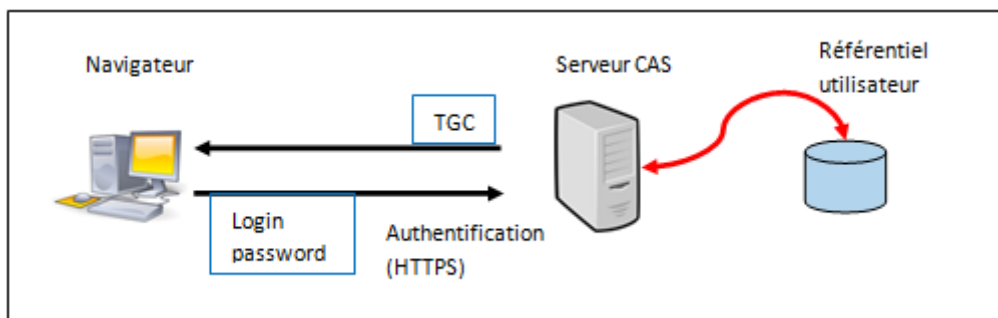 Navigateur
Serveur CAS
Référentiel
utilisateur
TGC
Login
password
Authentification
(HTTPS)